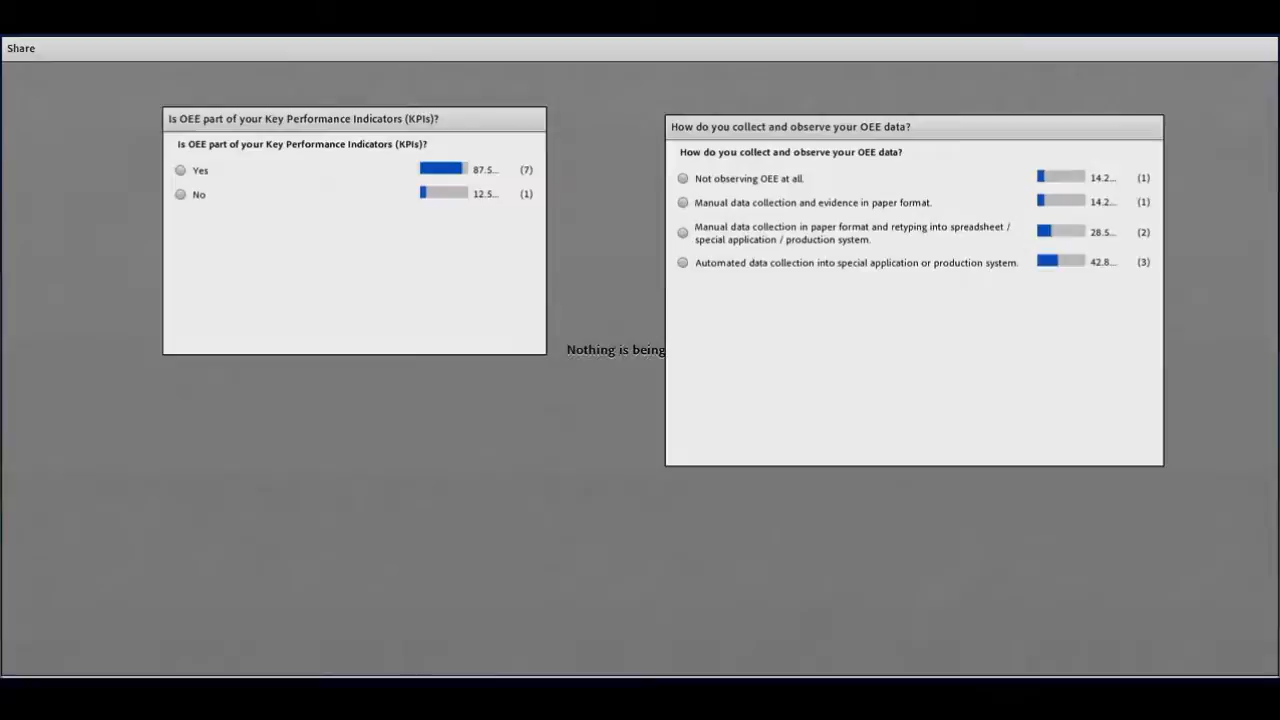 Share
Is OEE part of your Key Performance Indicators (KPIs)?
Is OEE part of your Key Performance Indicators (KPIs)?
Yes 87.5... (7)
No 12.5... (1)
How do you collect and observe your OEE data?
How do you collect and observe your OEE data?
Not observing OEE at all. 14.2... (1)
Manual data collection and evidence in paper format. 14.2... (1)
Manual data collection in paper format and retyping into spreadsheet /
special application / production system. 28.5... (2)
Automated data collection into special application or production system. 42.8... (3)
Nothing is being